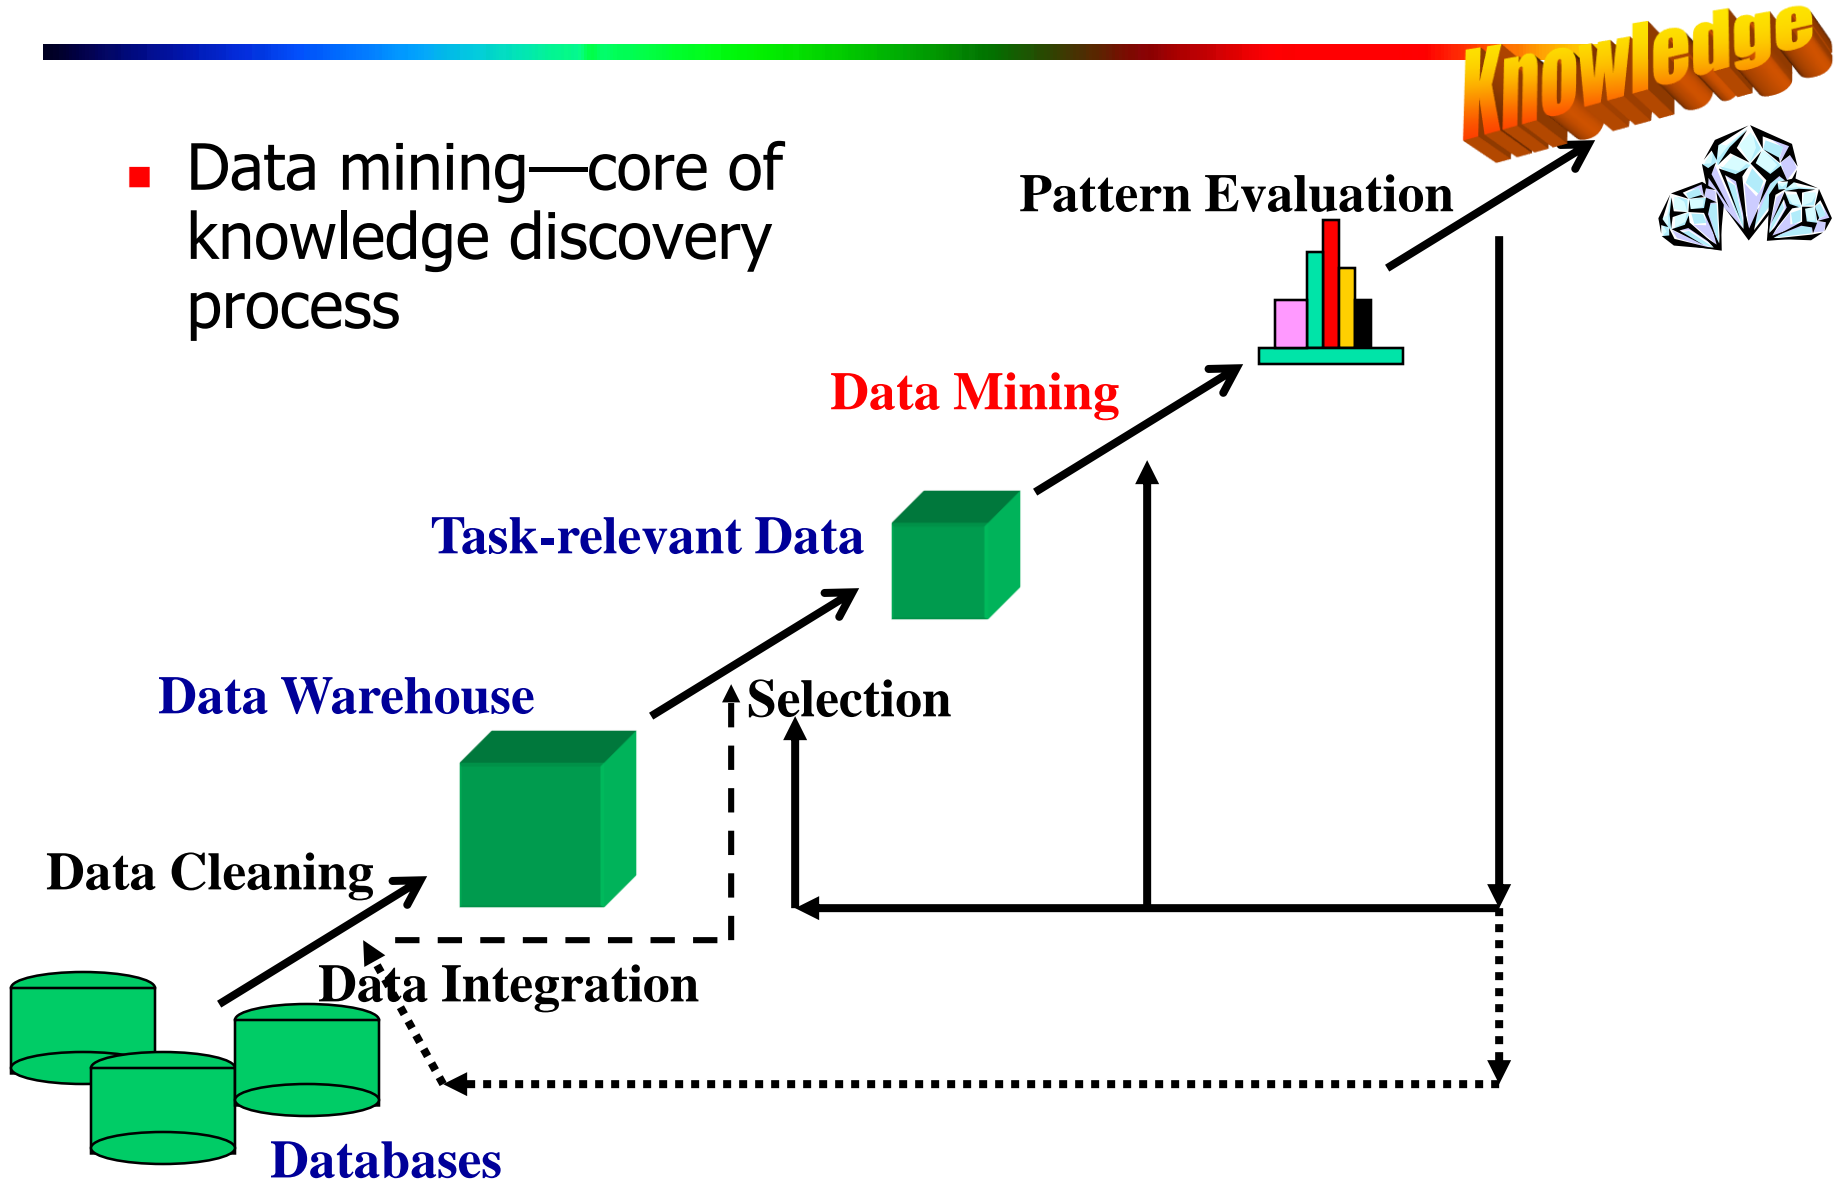 Knowledge
Data mining—core of
knowledge discovery
process
Pattern Evaluation
Data Mining
Task-relevant Data
Data Warehouse
Selection
Data Cleaning
Data Integration
Databases